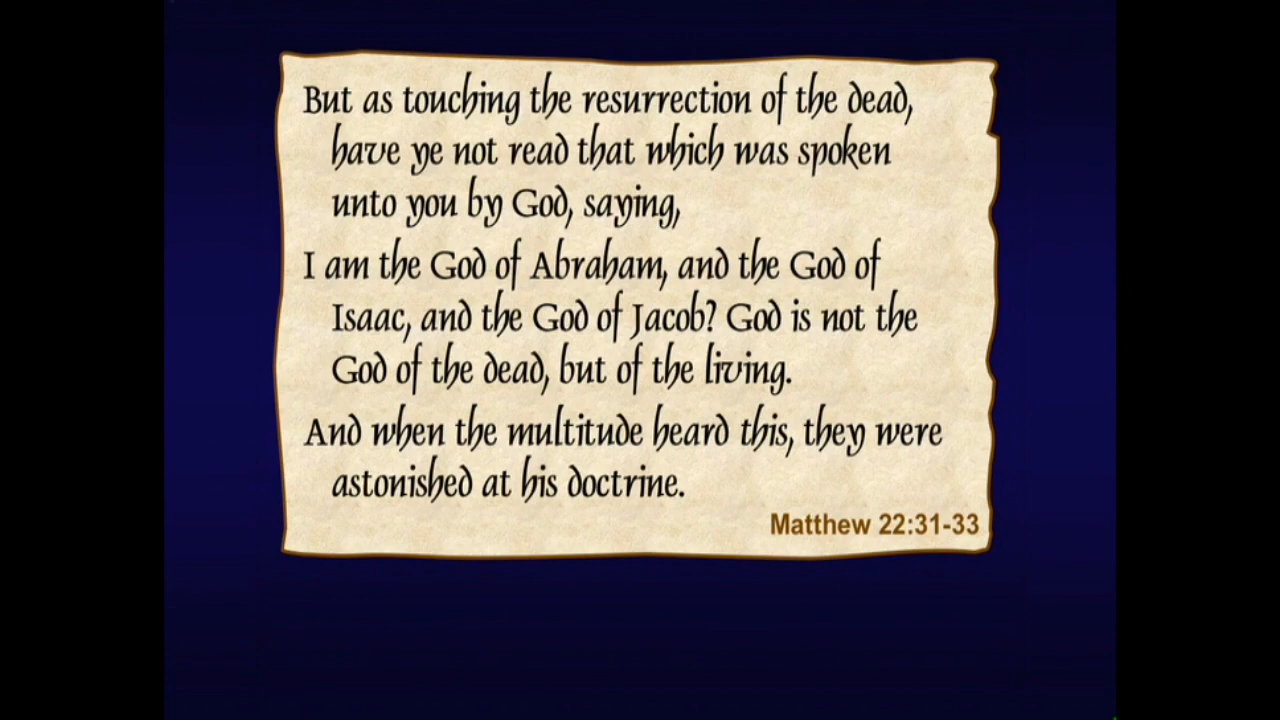 But as touching the resurrection of the dead,
have ye not read that which was spoken
unto you by God, saying,
I am the God of Abraham, and the God of
Isaac, and the God of Jacob? God is not the
God of the dead, but of the living.
And when the multitude heard this, they were
astonished at his doctrine.
Matthew 22:31-33